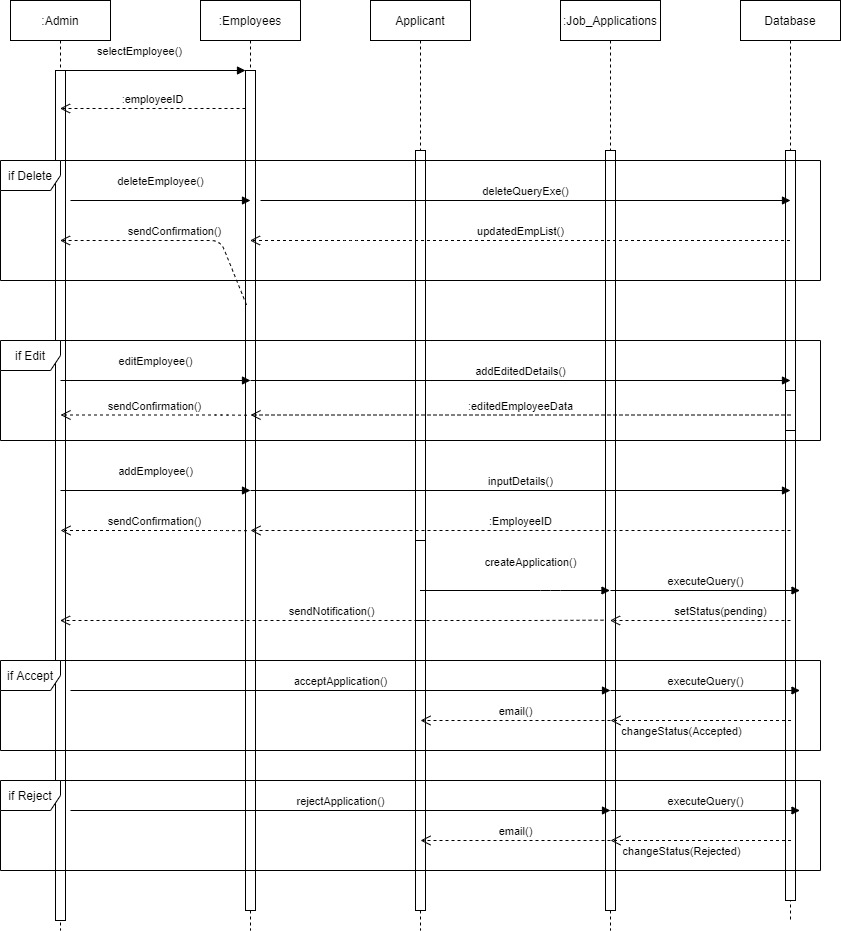 :Admin
:Employees
Applicant
:Job_Applications
Database
selectEmployee()
:employeeID
if Delete
deleteEmployee()
deleteQueryExe()
sendConfirmation()
updatedEmpList()
if Edit
editEmployee()
addEditedDetails()
sendConfirmation()
:editedEmployeeData
addEmployee()
inputDetails()
sendConfirmation()
:EmployeeID
createApplication()
executeQuery()
sendNotification()
setStatus(pending)
if Accept
acceptApplication()
executeQuery()
email()
changeStatus(Accepted)
if Reject
rejectApplication()
executeQuery()
email()
changeStatus(Rejected)